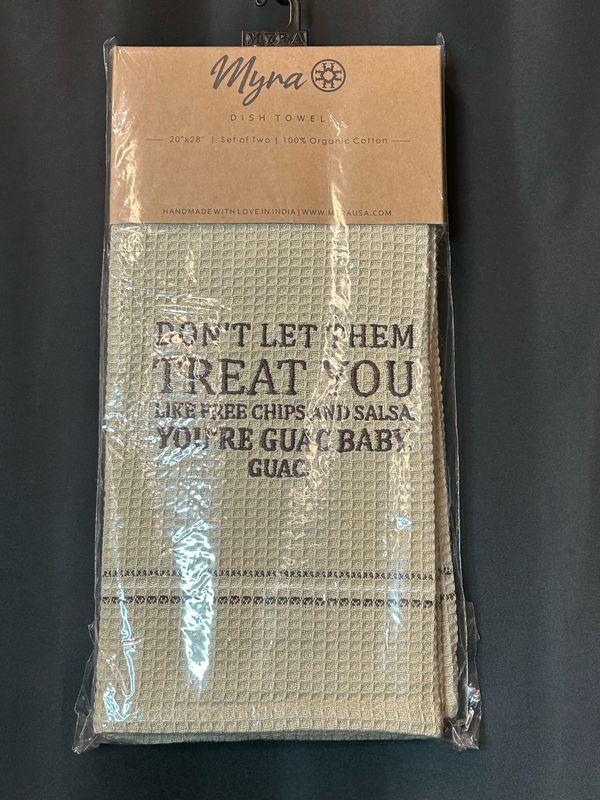 MYRA
Myra
DISH TOWEL
20"x28" | Set of Two | 100% Organic Cotton
HANDMADE WITH LOVE IN INDIA | WWW.MYRAUSA.COM
DON'T LET THEM
TREAT YOU
LIKE FREE CHIPS AND SALSA.
YOU'RE GUAC BABY.
GUAC.